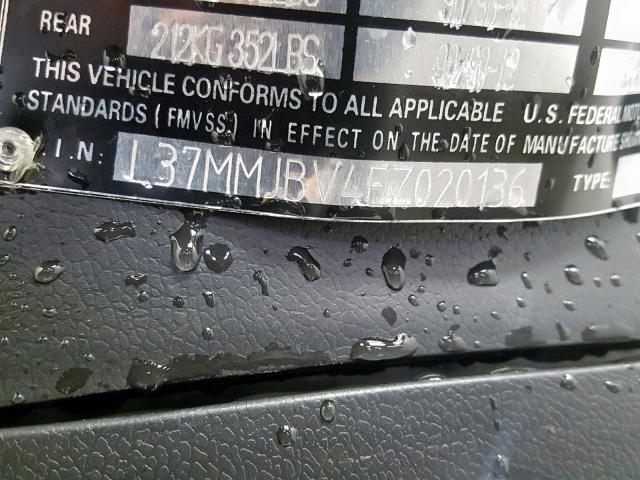 REAR
212KG 352LBS
THIS VEHICLE CONFORMS TO ALL APPLICABLE U.S. FEDERAL
STANDARDS (FMVSS) IN EFFECT ON THE DATE OF MANUFACTURE
.I.N: L37MMJBV4EZ020136 TYPE: